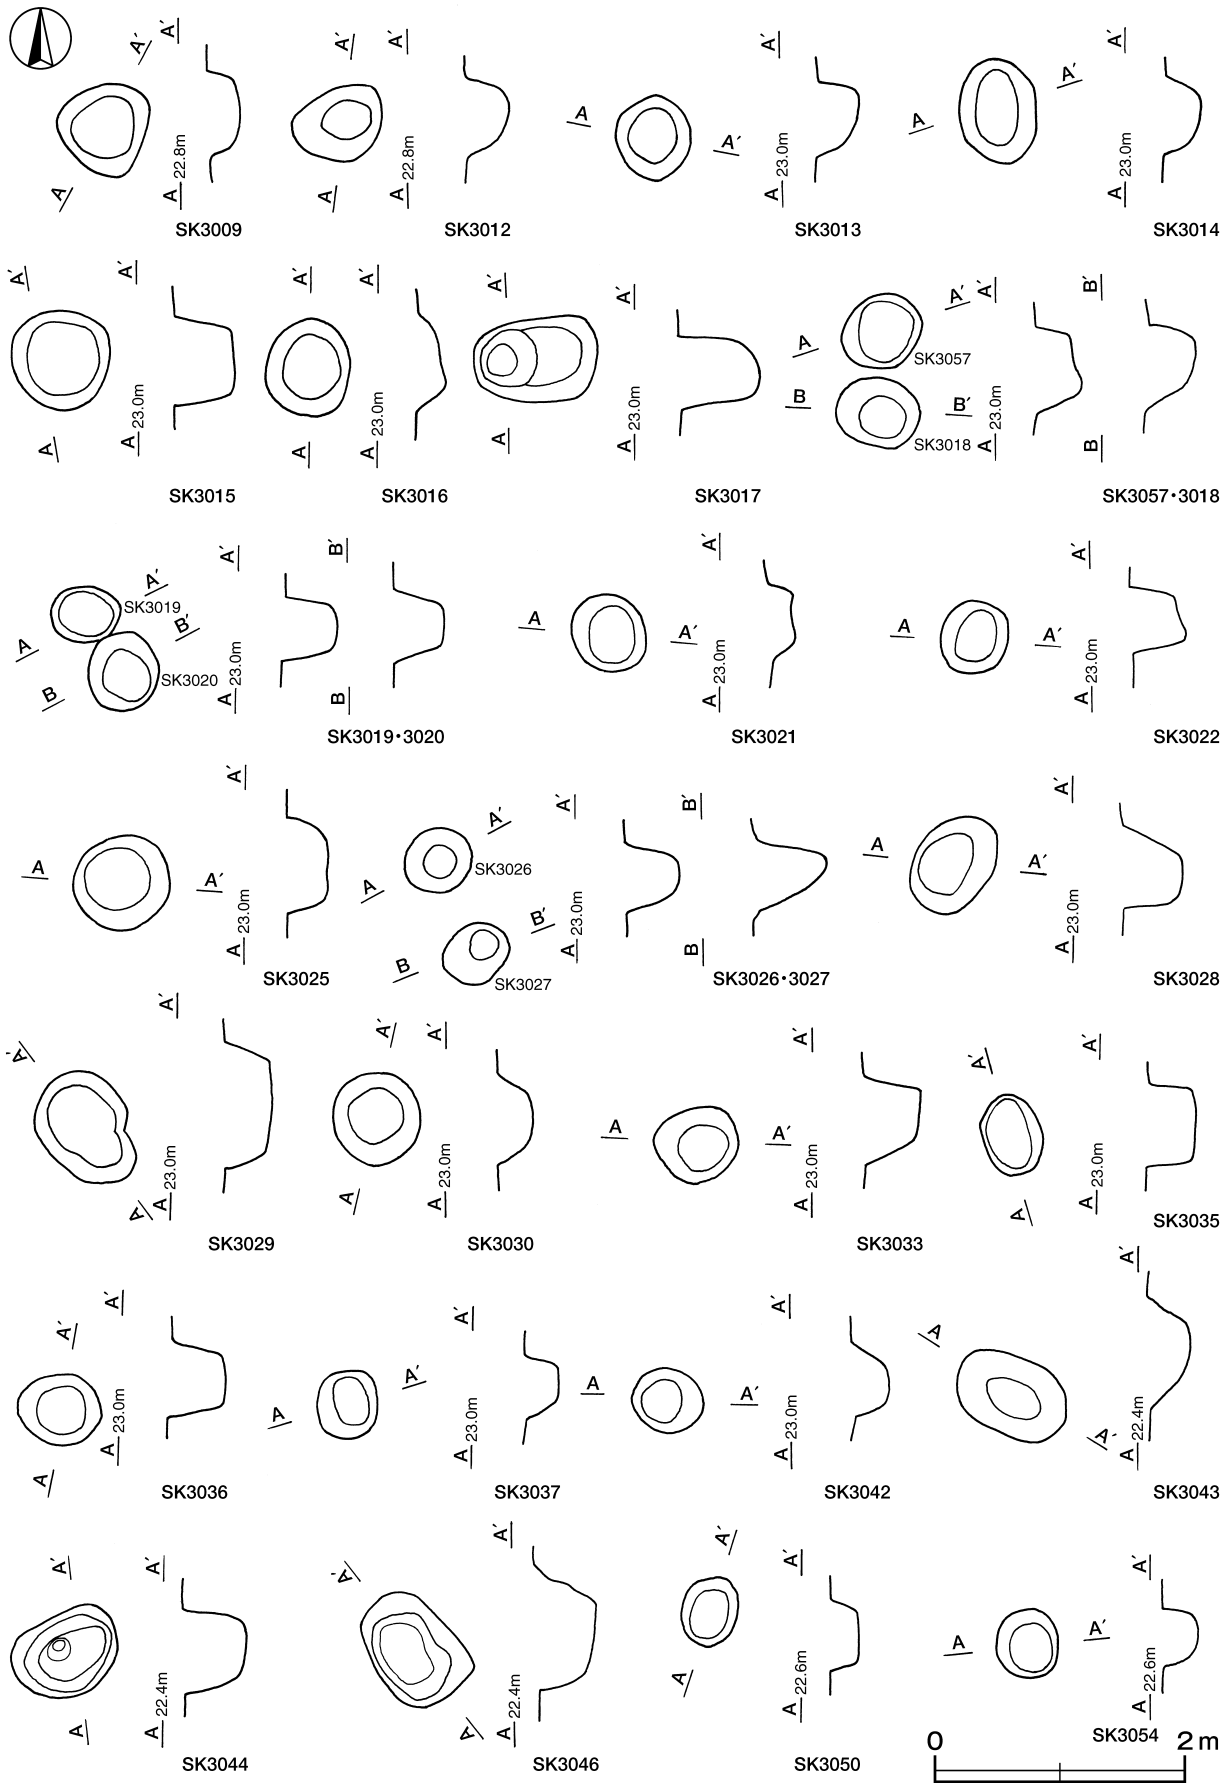 A A' A A' 22.8m SK3009
A A' A A' 22.8m SK3012
A A' A A' 23.0m SK3013
A A' A A' 23.0m SK3014
A A' A A' 23.0m SK3015
A A' A A' 23.0m SK3016
A A' A A' 23.0m SK3017
A A' SK3057 B B' SK3018 A A' 23.0m B B' SK3057・3018
A A' SK3019 B B' SK3020 A A' 23.0m B B' SK3019・3020
A A' A A' 23.0m SK3021
A A' A A' 23.0m SK3022
A A' A A' 23.0m SK3025
A A' SK3026 B B' SK3027 A A' 23.0m B B' SK3026・3027
A A' A A' 23.0m SK3028
A A' A A' 23.0m SK3029
A A' A A' 23.0m SK3030
A A' A A' 23.0m SK3033
A A' A A' 23.0m SK3035
A A' A A' 23.0m SK3036
A A' A A' 23.0m SK3037
A A' A A' 23.0m SK3042
A A' A A' 22.4m SK3043
A A' A A' 22.4m SK3044
A A' A A' 22.4m SK3046
A A' A A' 22.6m SK3050
A A' A A' 22.6m SK3054
0 2m